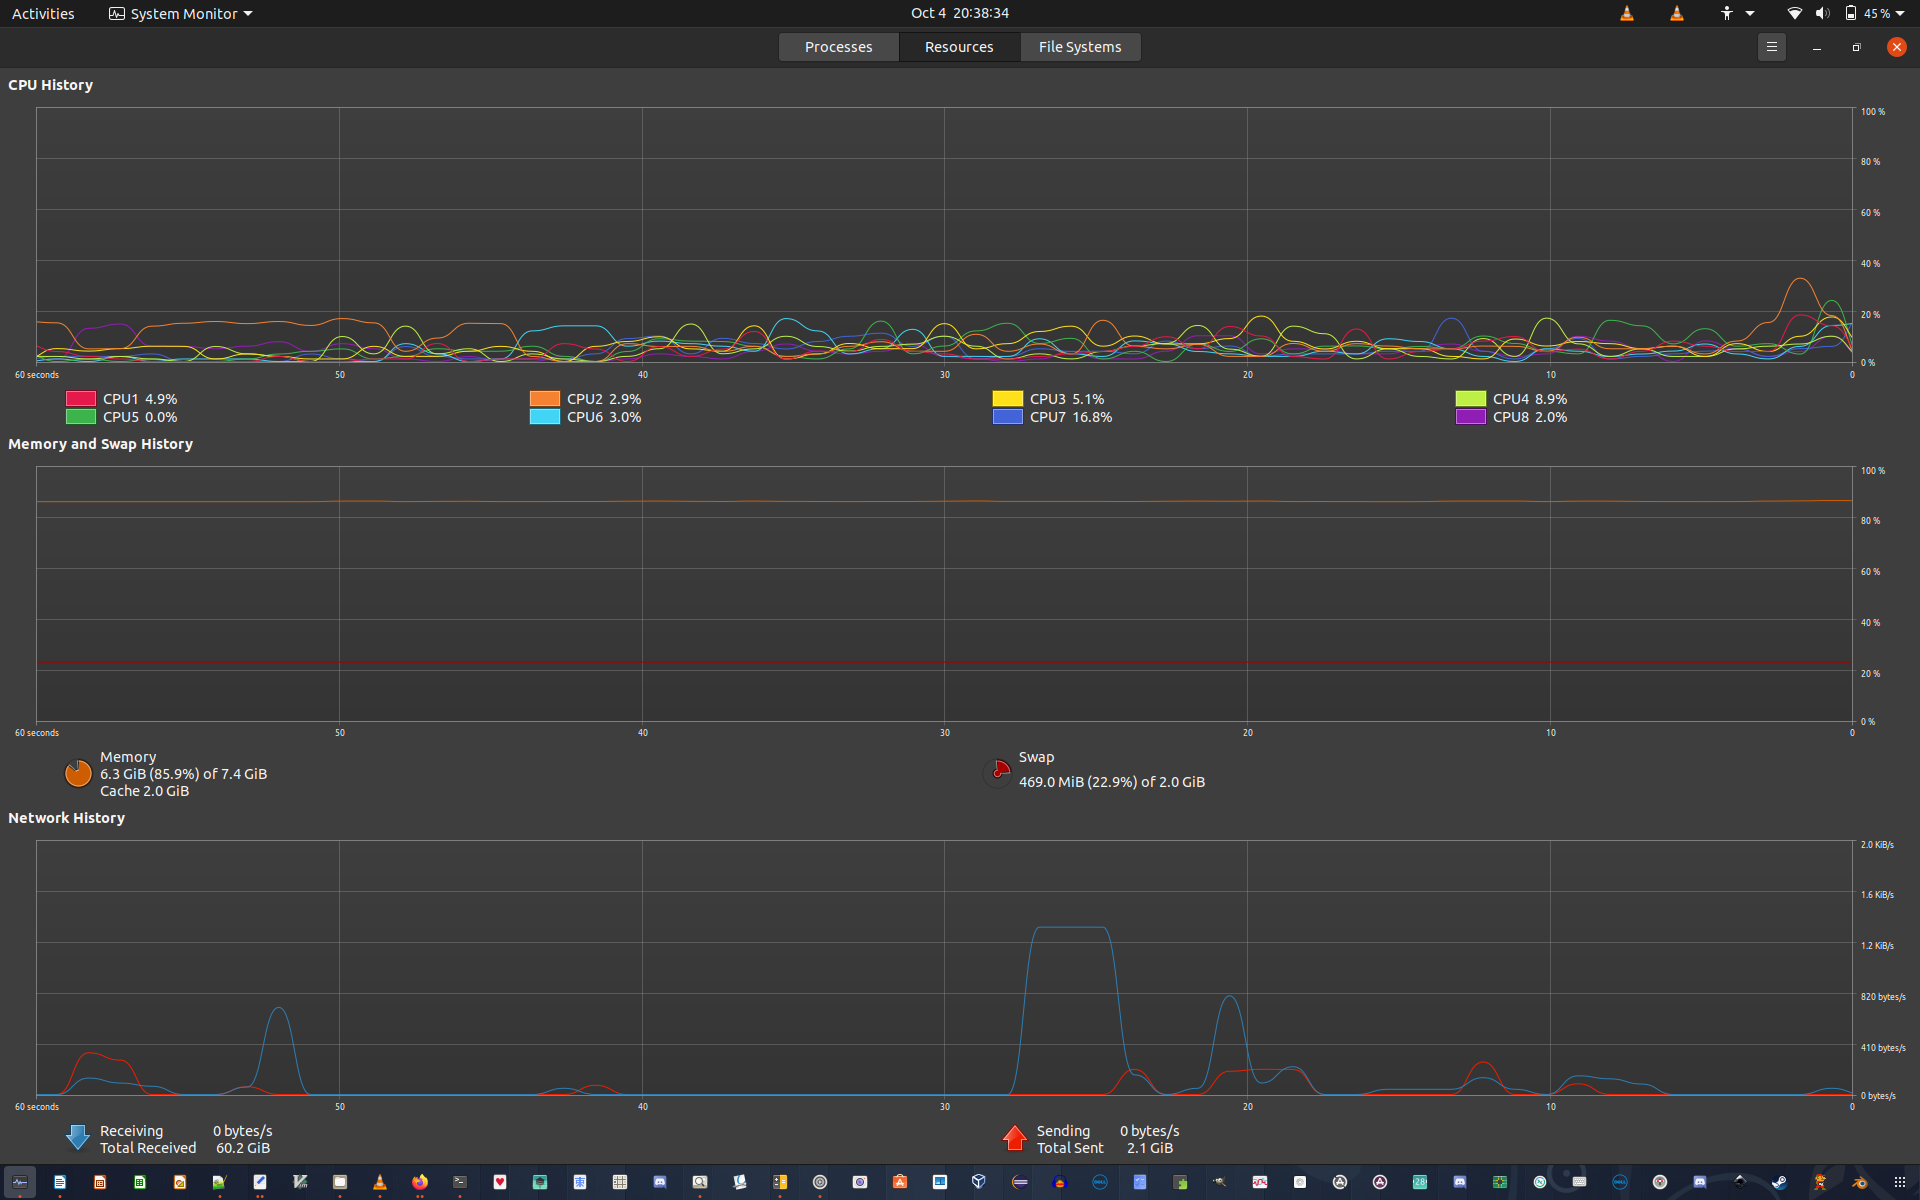 Activities System Monitor Oct 4 20:38:34 45 %
Processes Resources File Systems
CPU History
100 %
80 %
60 %
40 %
20 %
0 %
60 seconds 50 40 30 20 10 0
CPU1 4.9% CPU2 2.9% CPU3 5.1% CPU4 8.9%
CPU5 0.0% CPU6 3.0% CPU7 16.8% CPU8 2.0%
Memory and Swap History
100 %
80 %
60 %
40 %
20 %
0 %
60 seconds 50 40 30 20 10 0
Memory
6.3 GiB (85.9%) of 7.4 GiB
Cache 2.0 GiB
Swap
469.0 MiB (22.9%) of 2.0 GiB
Network History
2.0 KiB/s
1.6 KiB/s
1.2 KiB/s
820 bytes/s
410 bytes/s
0 bytes/s
60 seconds 50 40 30 20 10 0
Receiving 0 bytes/s
Total Received 60.2 GiB
Sending 0 bytes/s
Total Sent 2.1 GiB